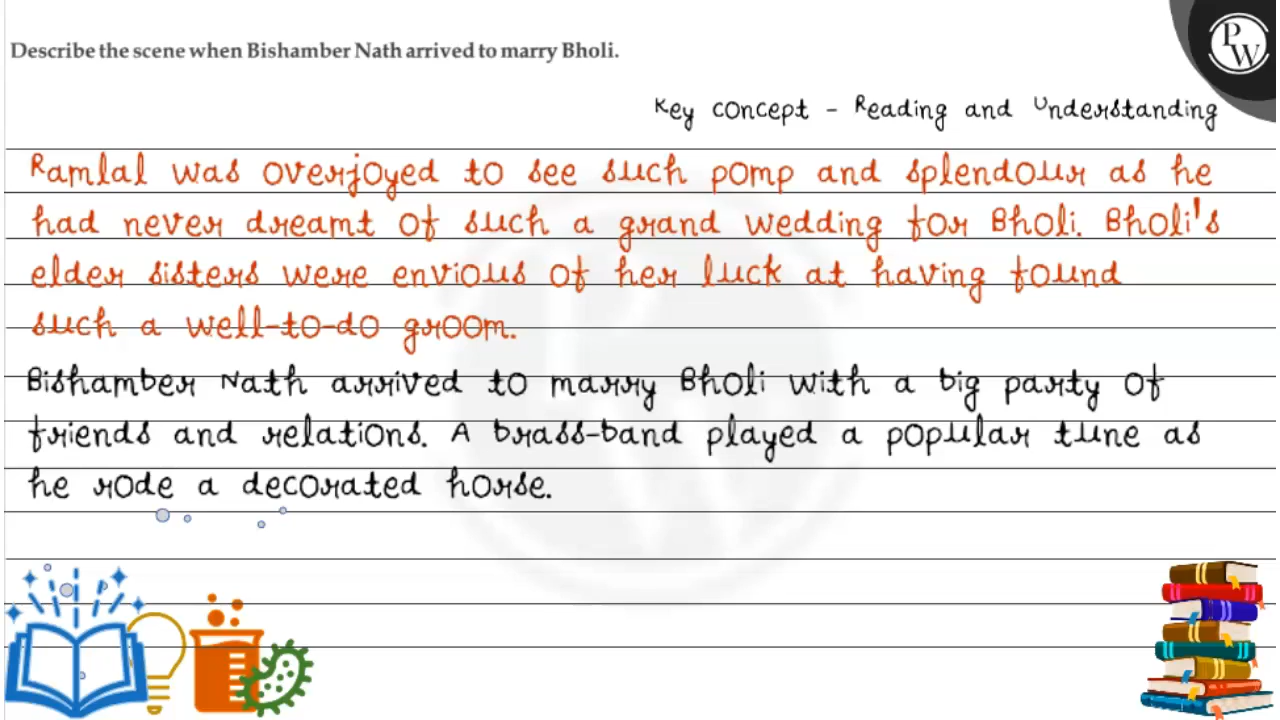 Describe the scene when Bishamber Nath arrived to marry Bholi.
PW
Key concept - Reading and Understanding
Ramlal was overjoyed to see such pomp and splendour as he
had never dreamt of such a grand wedding for Bholi. Bholi's
elder sisters were envious of her luck at having found
such a well-to-do groom.
Bishamber Nath arrived to marry Bholi with a big party of
friends and relations. A brass-band played a popular tune as
he rode a decorated horse.